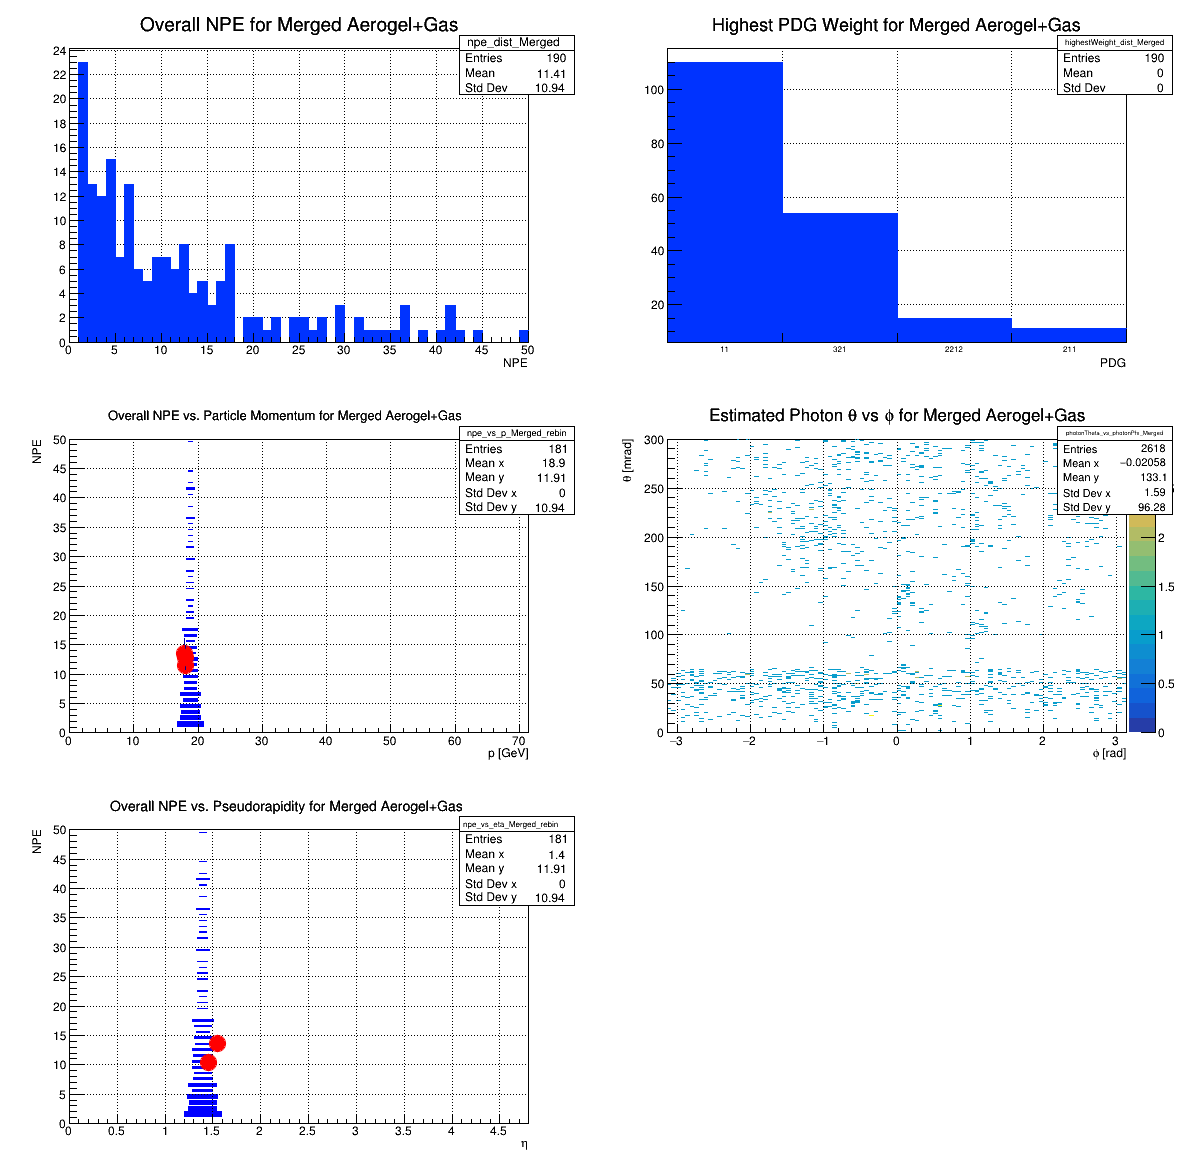 Overall NPE for Merged Aerogel+Gas
npe_dist_Merged
Entries 190
Mean 11.41
Std Dev 10.94
24
22
20
18
16
14
12
10
8
6
4
2
0
0 5 10 15 20 25 30 35 40 45 50
NPE
Highest PDG Weight for Merged Aerogel+Gas
highestWeight_dist_Merged
Entries 190
Mean 0
Std Dev 0
100
80
60
40
20
11 321 2212 211
PDG
Overall NPE vs. Particle Momentum for Merged Aerogel+Gas
npe_vs_p_Merged_rebin
Entries 181
Mean x 18.9
Mean y 11.91
Std Dev x 0
Std Dev y 10.94
NPE
50
45
40
35
30
25
20
15
10
5
0
0 10 20 30 40 50 60 70
p [GeV]
Estimated Photon θ vs ϕ for Merged Aerogel+Gas
photonTheta_vs_photonPhi_Merged
Entries 2618
Mean x −0.02058
Mean y 133.1
Std Dev x 1.59
Std Dev y 96.28
θ [mrad]
300
250
200
150
100
50
0
−3 −2 −1 0 1 2 3
ϕ [rad]
2
1.5
1
0.5
0
Overall NPE vs. Pseudorapidity for Merged Aerogel+Gas
npe_vs_eta_Merged_rebin
Entries 181
Mean x 1.4
Mean y 11.91
Std Dev x 0
Std Dev y 10.94
NPE
50
45
40
35
30
25
20
15
10
5
0
0 0.5 1 1.5 2 2.5 3 3.5 4 4.5
η